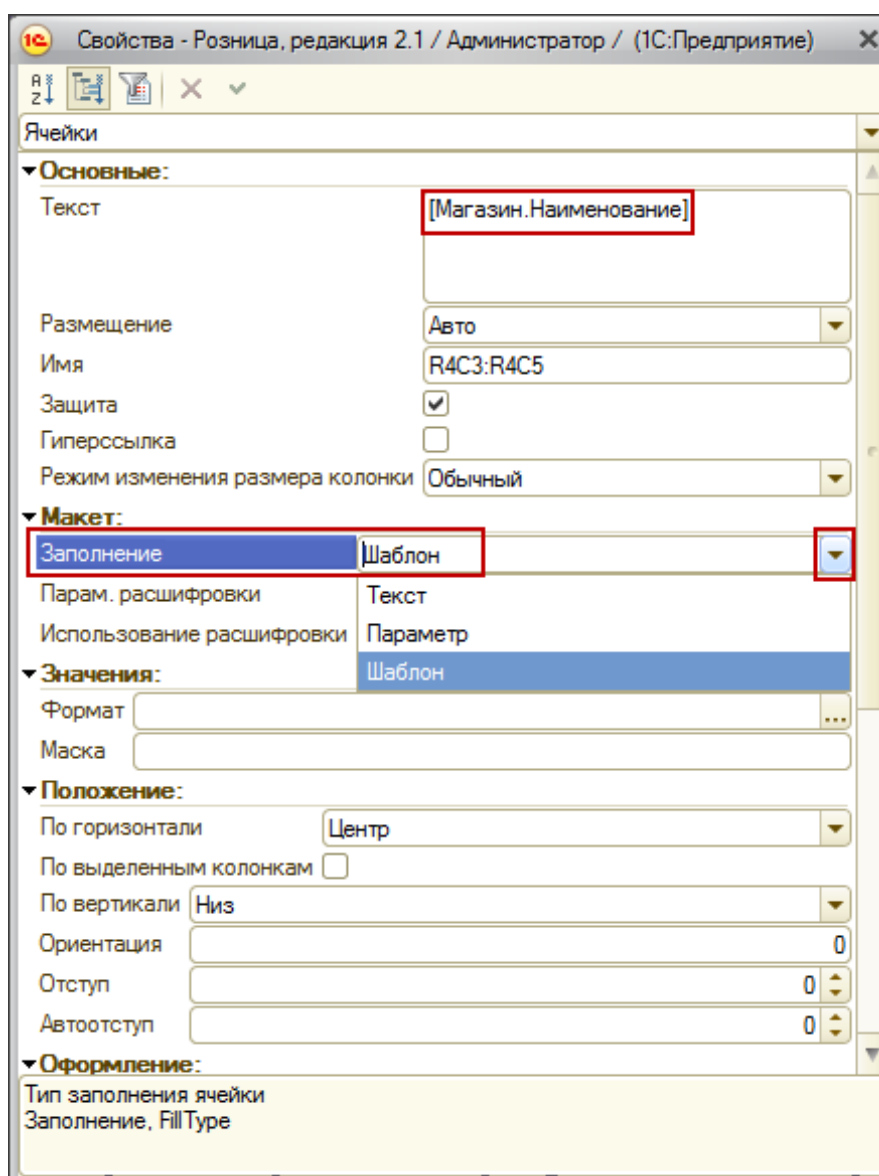 1С Свойства - Розница, редакция 2.1 / Администратор / (1С:Предприятие)
Ячейки
Основные:
Текст [Магазин.Наименование]
Размещение Авто
Имя R4C3:R4C5
Защита
Гиперссылка
Режим изменения размера колонки Обычный
Макет:
Заполнение Шаблон
Парам. расшифровки Текст
Использование расшифровки Параметр
Значения: Шаблон
Формат ...
Маска
Положение:
По горизонтали Центр
По выделенным колонкам
По вертикали Низ
Ориентация 0
Отступ 0
Автоотступ 0
Оформление:
Тип заполнения ячейки
Заполнение, FillType